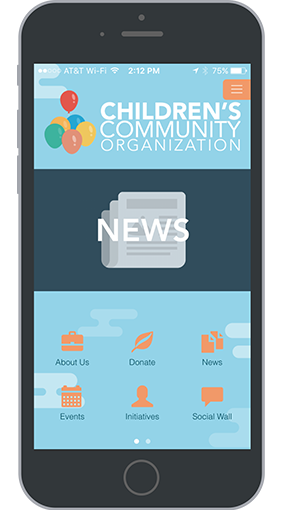 AT&T Wi-Fi 2:12 PM 75%
CHILDREN'S
COMMUNITY
ORGANIZATION
NEWS
About Us Donate News
Events Initiatives Social Wall